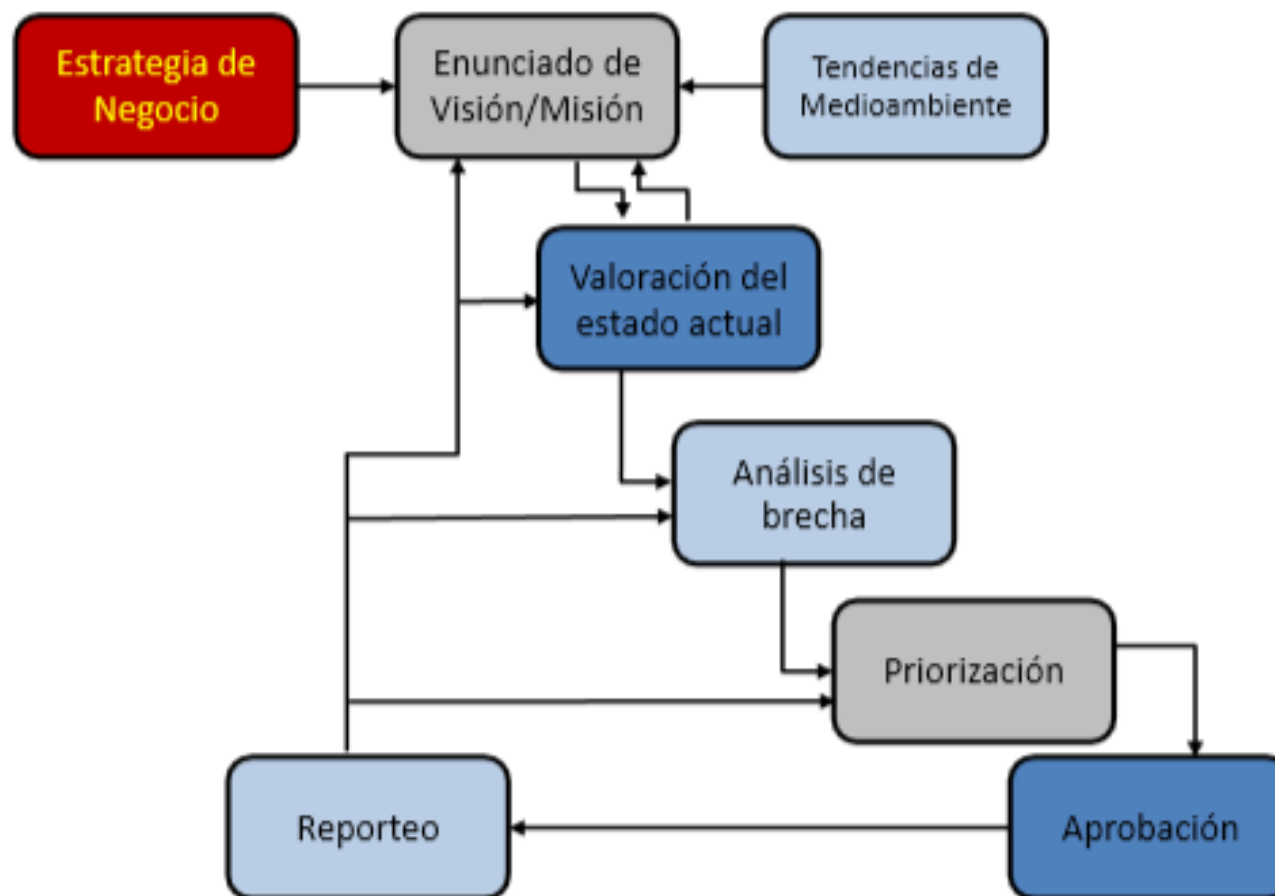 Estrategia de
Negocio
Enunciado de
Visión/Misión
Tendencias de
Medioambiente
Valoración del
estado actual
Análisis de
brecha
Priorización
Reporteo
Aprobación